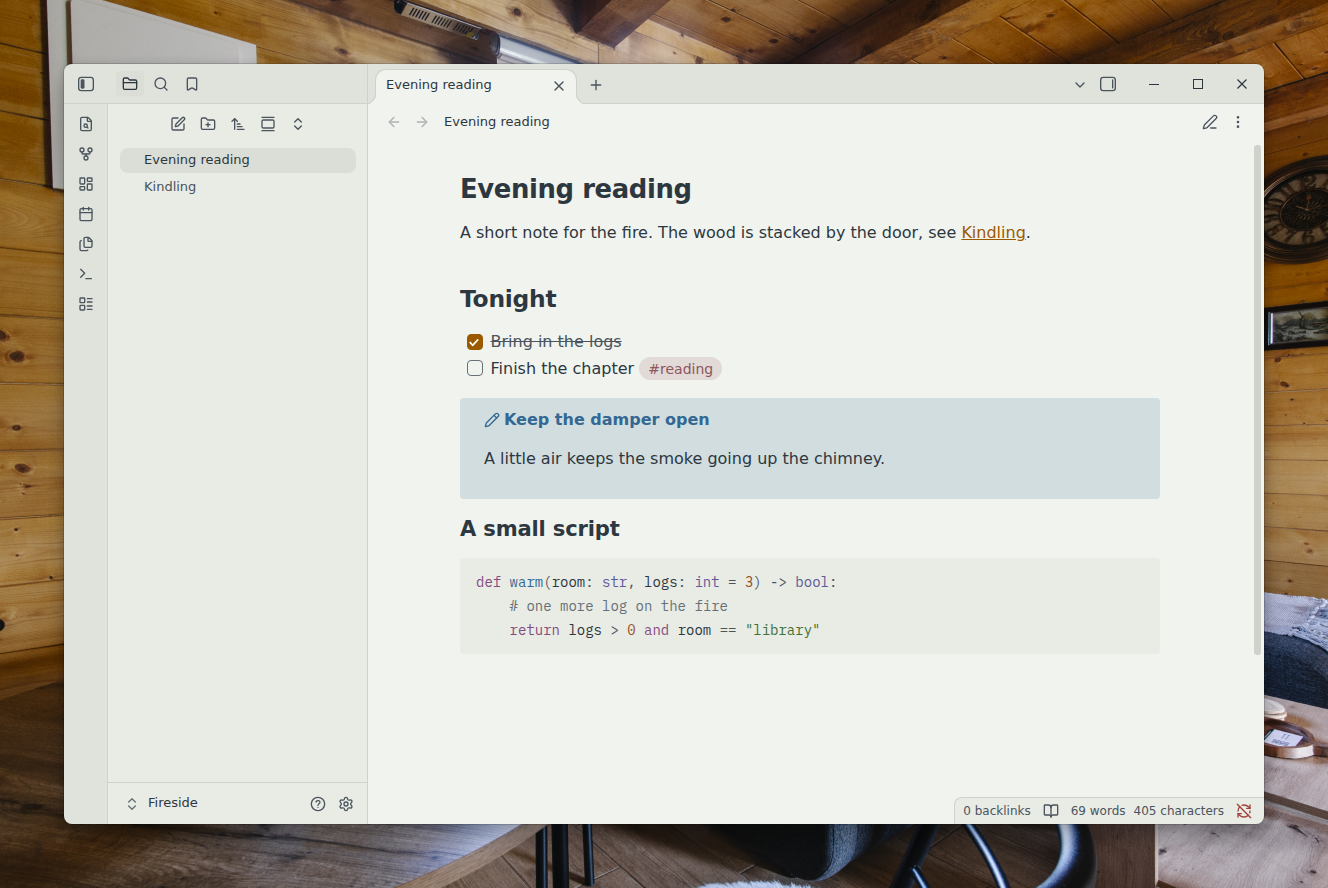 Evening reading
Evening reading
Evening reading
Kindling
Evening reading
A short note for the fire. The wood is stacked by the door, see Kindling.
Tonight
Bring in the logs
Finish the chapter #reading
Keep the damper open
A little air keeps the smoke going up the chimney.
A small script
def warm(room: str, logs: int = 3) -> bool:
    # one more log on the fire
    return logs > 0 and room == "library"
Fireside
0 backlinks 69 words 405 characters